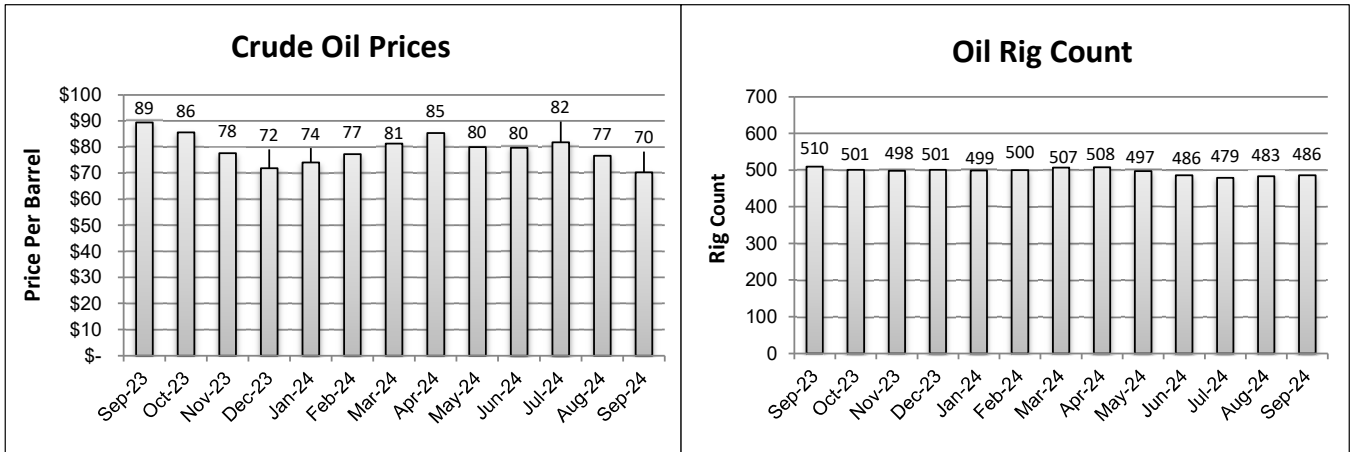 Crude Oil Prices
Price Per Barrel
$100
$90
$80
$70
$60
$50
$40
$30
$20
$10
$-
89 86 78 72 74 77 81 85 80 80 82 77 70
Sep-23 Oct-23 Nov-23 Dec-23 Jan-24 Feb-24 Mar-24 Apr-24 May-24 Jun-24 Jul-24 Aug-24 Sep-24
Oil Rig Count
Rig Count
700
600
500
400
300
200
100
0
510 501 498 501 499 500 507 508 497 486 479 483 486
Sep-23 Oct-23 Nov-23 Dec-23 Jan-24 Feb-24 Mar-24 Apr-24 May-24 Jun-24 Jul-24 Aug-24 Sep-24